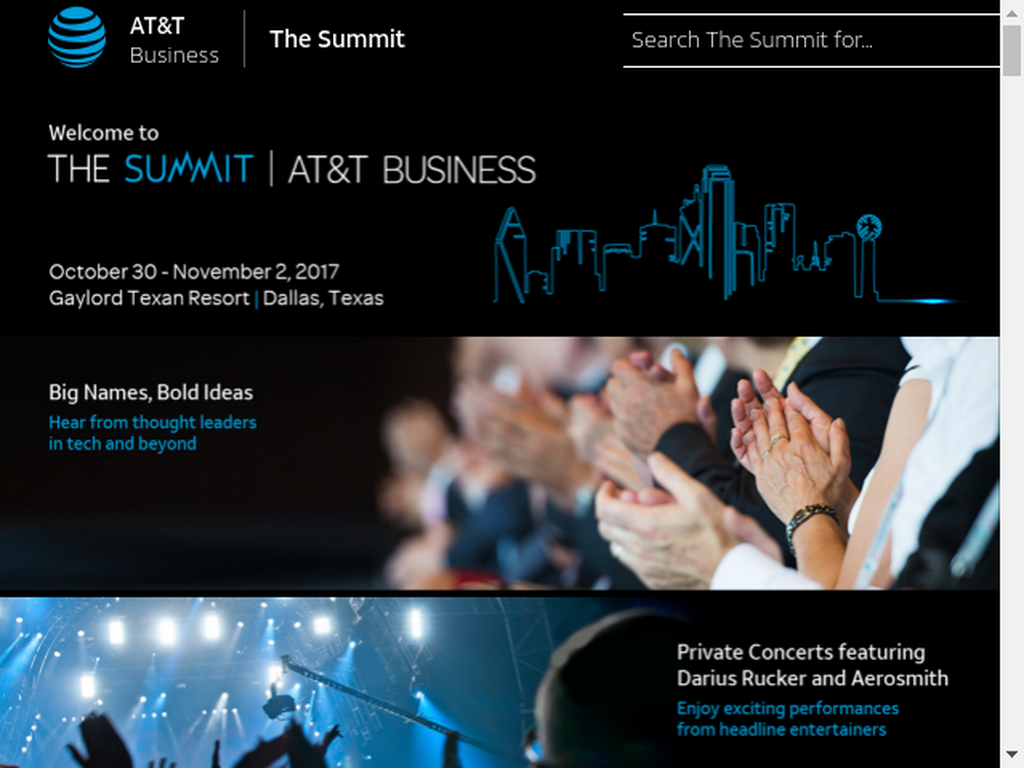 AT&T
Business
The Summit
Search The Summit for...
Welcome to
THE SUMMIT | AT&T BUSINESS
October 30 - November 2, 2017
Gaylord Texan Resort | Dallas, Texas
Big Names, Bold Ideas
Hear from thought leaders
in tech and beyond
Private Concerts featuring
Darius Rucker and Aerosmith
Enjoy exciting performances
from headline entertainers